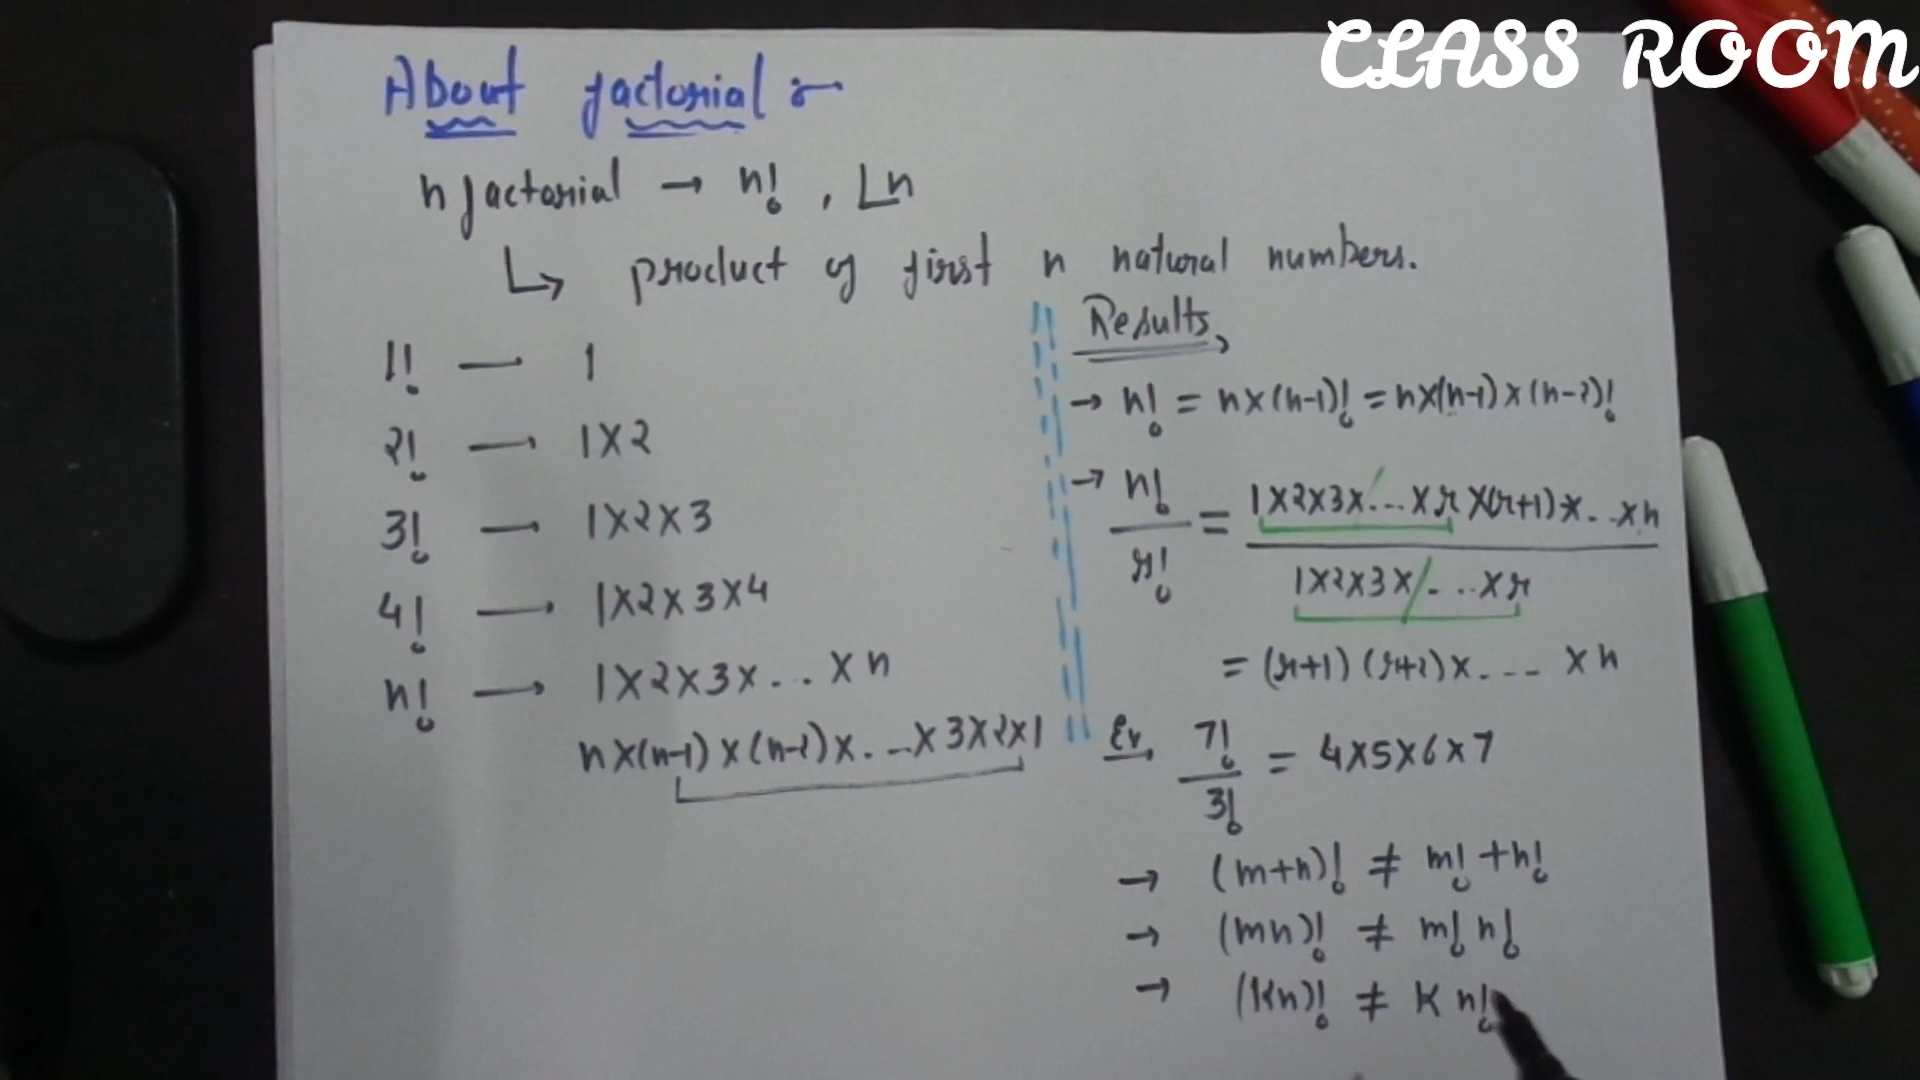 CLASS ROOM
About factorial :-
n factorial → n! , ⌊n
↳ product of first n natural numbers.
1! — 1
2! — 1×2
3! — 1×2×3
4! — 1×2×3×4
n! → 1×2×3×... × n
n×(n-1)×(n-2)×....×3×2×1
Results
→ n! = n×(n-1)! = n×(n-1)×(n-2)!
→ n!/r! = 1×2×3×....×r×(r+1)×...×n / 1×2×3×....×r
= (r+1)(r+2)×.... × n
Ex. 7!/3! = 4×5×6×7
→ (m+n)! ≠ m! + n!
→ (mn)! ≠ m! n!
→ (Kn)! ≠ K n!